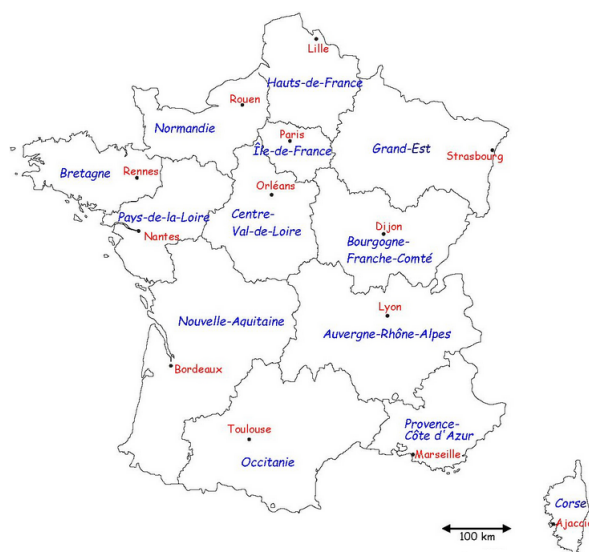 Lille
Hauts-de-France
Rouen
Normandie
Paris
Île-de-France
Grand-Est
Strasbourg
Bretagne
Rennes
Orléans
Pays-de-la-Loire
Nantes
Centre-
Val-de-Loire
Dijon
Bourgogne-
Franche-Comté
Lyon
Nouvelle-Aquitaine
Auvergne-Rhône-Alpes
Bordeaux
Toulouse
Occitanie
Provence-
Côte d'Azur
Marseille
Corse
Ajaccio
100 km